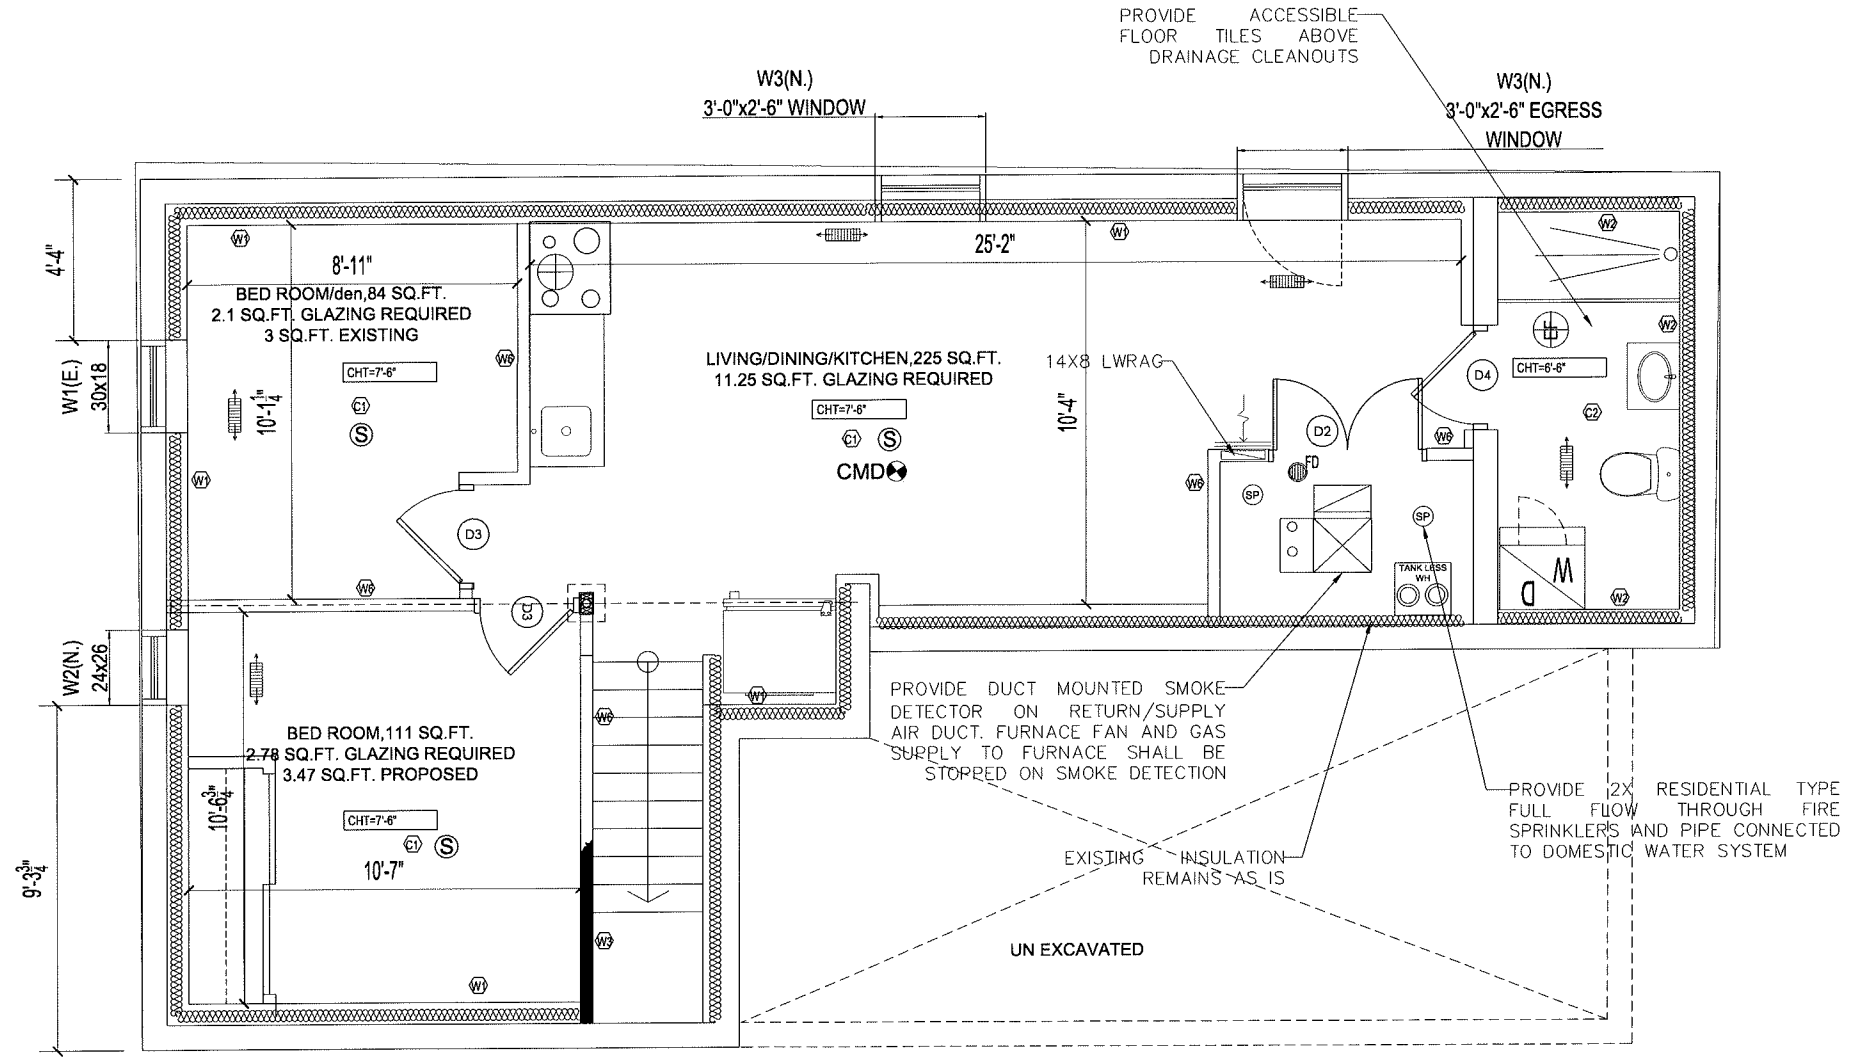 PROVIDE ACCESSIBLE
FLOOR TILES ABOVE
DRAINAGE CLEANOUTS
W3(N.)
3'-0"x2'-6" WINDOW
W3(N.)
3'-0"x2'-6" EGRESS
WINDOW
4'-4"
W1
8'-11"
BED ROOM/den,84 SQ.FT.
2.1 SQ.FT. GLAZING REQUIRED
3 SQ.FT. EXISTING
CHT=7'-6"
C1
S
10'-1 1/4"
W1(E.)
30x18
W1
W6
W6
D3
25'-2"
W1
LIVING/DINING/KITCHEN,225 SQ.FT.
11.25 SQ.FT. GLAZING REQUIRED
CHT=7'-6"
C1
S
CMD
10'-4"
14X8 LWRAG
W6
D2
FD
SP
SP
TANK LESS
WH
W6
D4
W2
W2
CHT=6'-6"
C2
W
D
W2
W2(N.)
24x26
D3
W1
W6
BED ROOM,111 SQ.FT.
2.78 SQ.FT. GLAZING REQUIRED
3.47 SQ.FT. PROPOSED
CHT=7'-6"
C1
S
10'-6 3/4"
10'-7"
9'-3 3/4"
W3
W1
PROVIDE DUCT MOUNTED SMOKE
DETECTOR ON RETURN/SUPPLY
AIR DUCT. FURNACE FAN AND GAS
SUPPLY TO FURNACE SHALL BE
STOPPED ON SMOKE DETECTION
PROVIDE 2X RESIDENTIAL TYPE
FULL FLOW THROUGH FIRE
SPRINKLERS AND PIPE CONNECTED
TO DOMESTIC WATER SYSTEM
EXISTING INSULATION
REMAINS AS IS
UN EXCAVATED